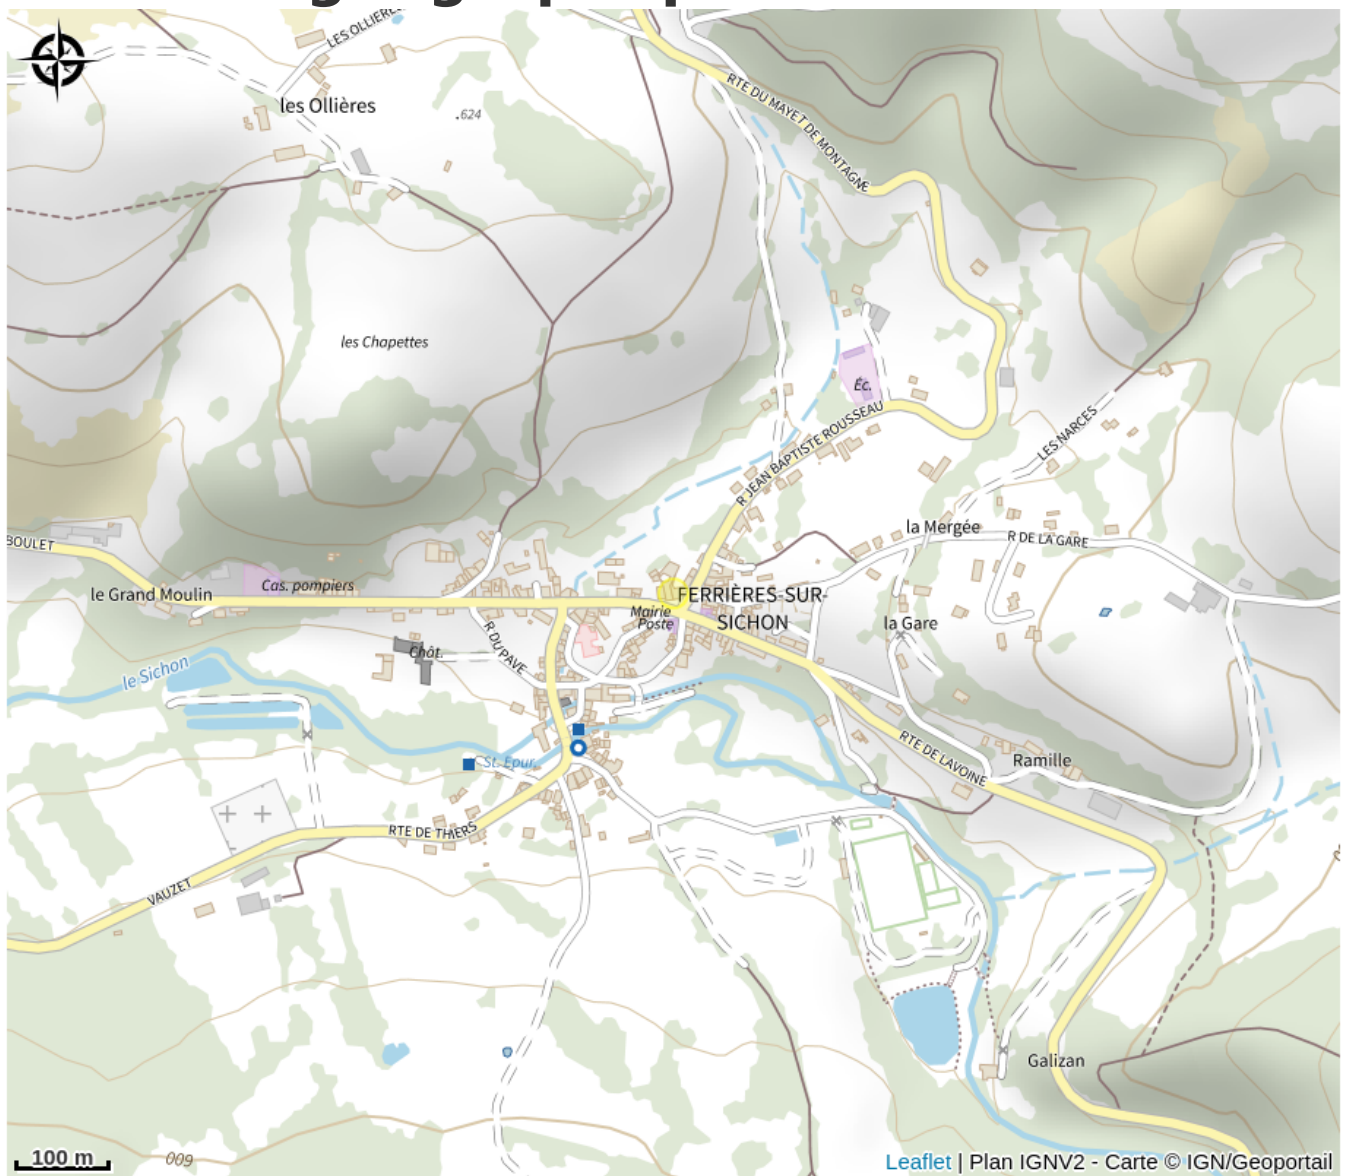 LES OLLIÈRES
les Ollières
.624
RTE DU MAYET DE MONTAGNE
les Chapettes
Éc.
R JEAN BAPTISTE ROUSSEAU
LES NARCES
la Mergée
R DE LA GARE
BOULET
le Grand Moulin
Cas. pompiers
FERRIÈRES-SUR-
SICHON
Mairie
Poste
la Gare
R DU PAVE
Chât.
le Sichon
St. Epur.
RTE DE LAVOINE
Ramille
RTE DE THIERS
VAUZET
Galizan
100 m
600
Leaflet | Plan IGNV2 - Carte © IGN/Geoportail